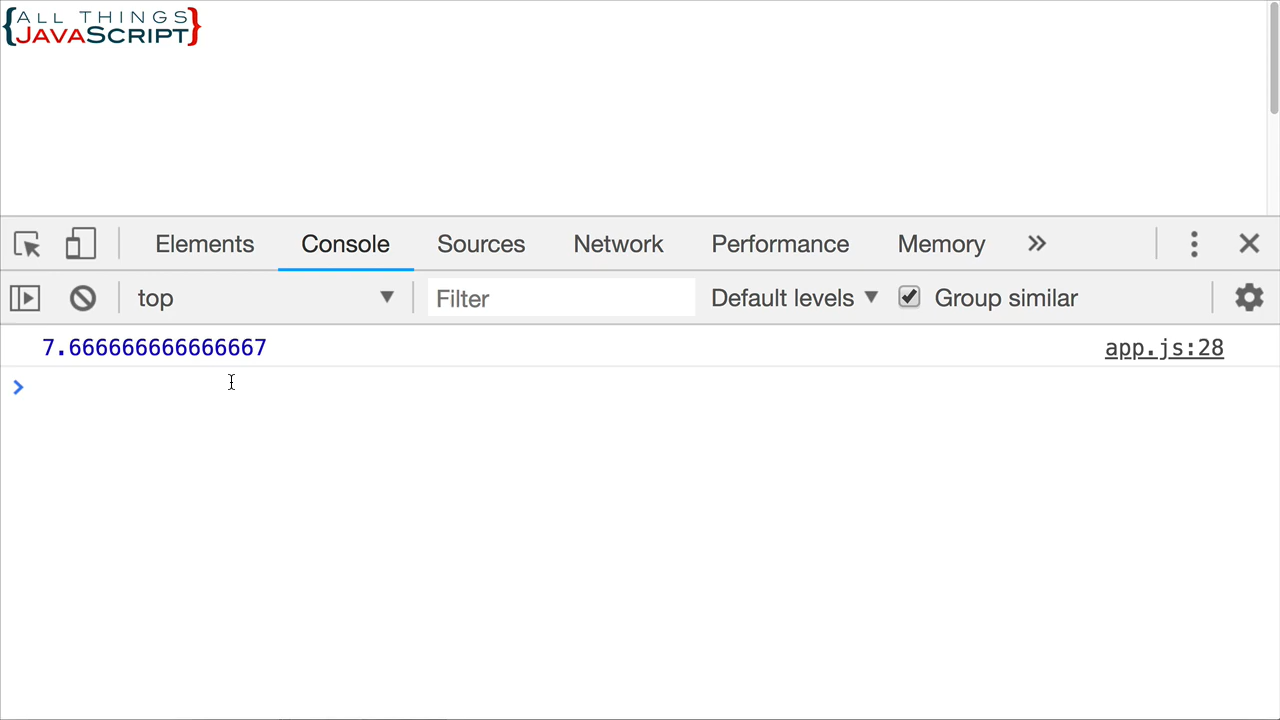 {ALL THINGS
JAVASCRIPT}
Elements Console Sources Network Performance Memory »
top Filter Default levels Group similar
7.666666666666667 app.js:28
>